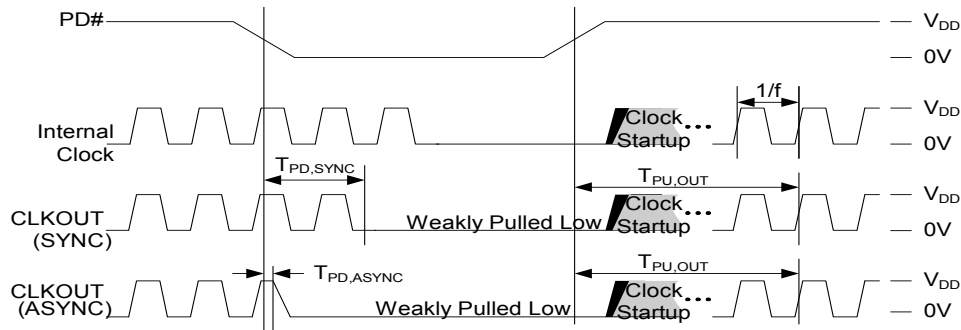 PD#
V_DD
0V
1/f
Internal
Clock
Clock
Startup
V_DD
0V
T_PD,SYNC
T_PU,OUT
CLKOUT
(SYNC)
Weakly Pulled Low
Clock
Startup
V_DD
0V
T_PD,ASYNC
T_PU,OUT
CLKOUT
(ASYNC)
Weakly Pulled Low
Clock
Startup
V_DD
0V